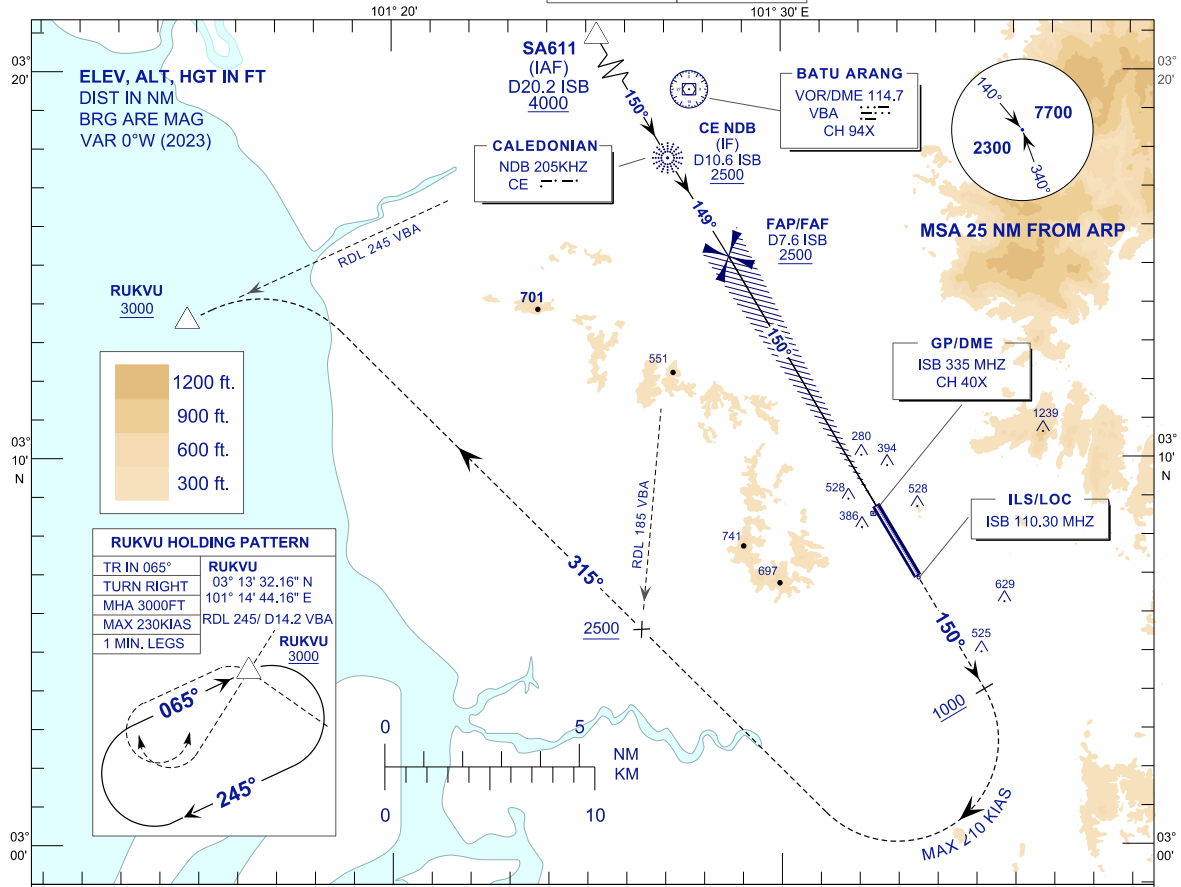 101° 20'
101° 30'
03°
20'
03°
20'
ELEV, ALT, HGT IN FT
DIST IN NM
BRG ARE MAG
VAR 0°W (2023)
SA611
(IAF)
D20.2 ISB
4000
150°
BATU ARANG
VOR/DME 114.7
VBA
CH 94X
140°
7700
2300
340°
MSA 25 NM FROM ARP
CALEDONIAN
NDB 205KHZ
CE
CE NDB
(IF)
D10.6 ISB
2500
149°
FAP/FAF
D7.6 ISB
2500
RDL 245 VBA
RUKVU
3000
701
150°
551
GP/DME
ISB 335 MHZ
CH 40X
1200 ft.
900 ft.
600 ft.
300 ft.
1239
03°
10'
N
03°
10'
N
280
394
528
528
386
ILS/LOC
ISB 110.30 MHZ
RDL 185 VBA
741
697
315°
629
2500
150°
525
1000
MAX 210 KIAS
RUKVU HOLDING PATTERN
TR IN 065°
TURN RIGHT
MHA 3000FT
MAX 230KIAS
1 MIN. LEGS
RUKVU
03° 13' 32.16" N
101° 14' 44.16" E
RDL 245/ D14.2 VBA
RUKVU
3000
065°
245°
0
5
NM
KM
0
10
03°
00'
03°
00'
101° 20'
101° 30'